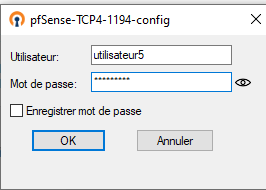 pfSense-TCP4-1194-config
Utilisateur: utilisateur5
Mot de passe: *********
Enregistrer mot de passe
OK Annuler